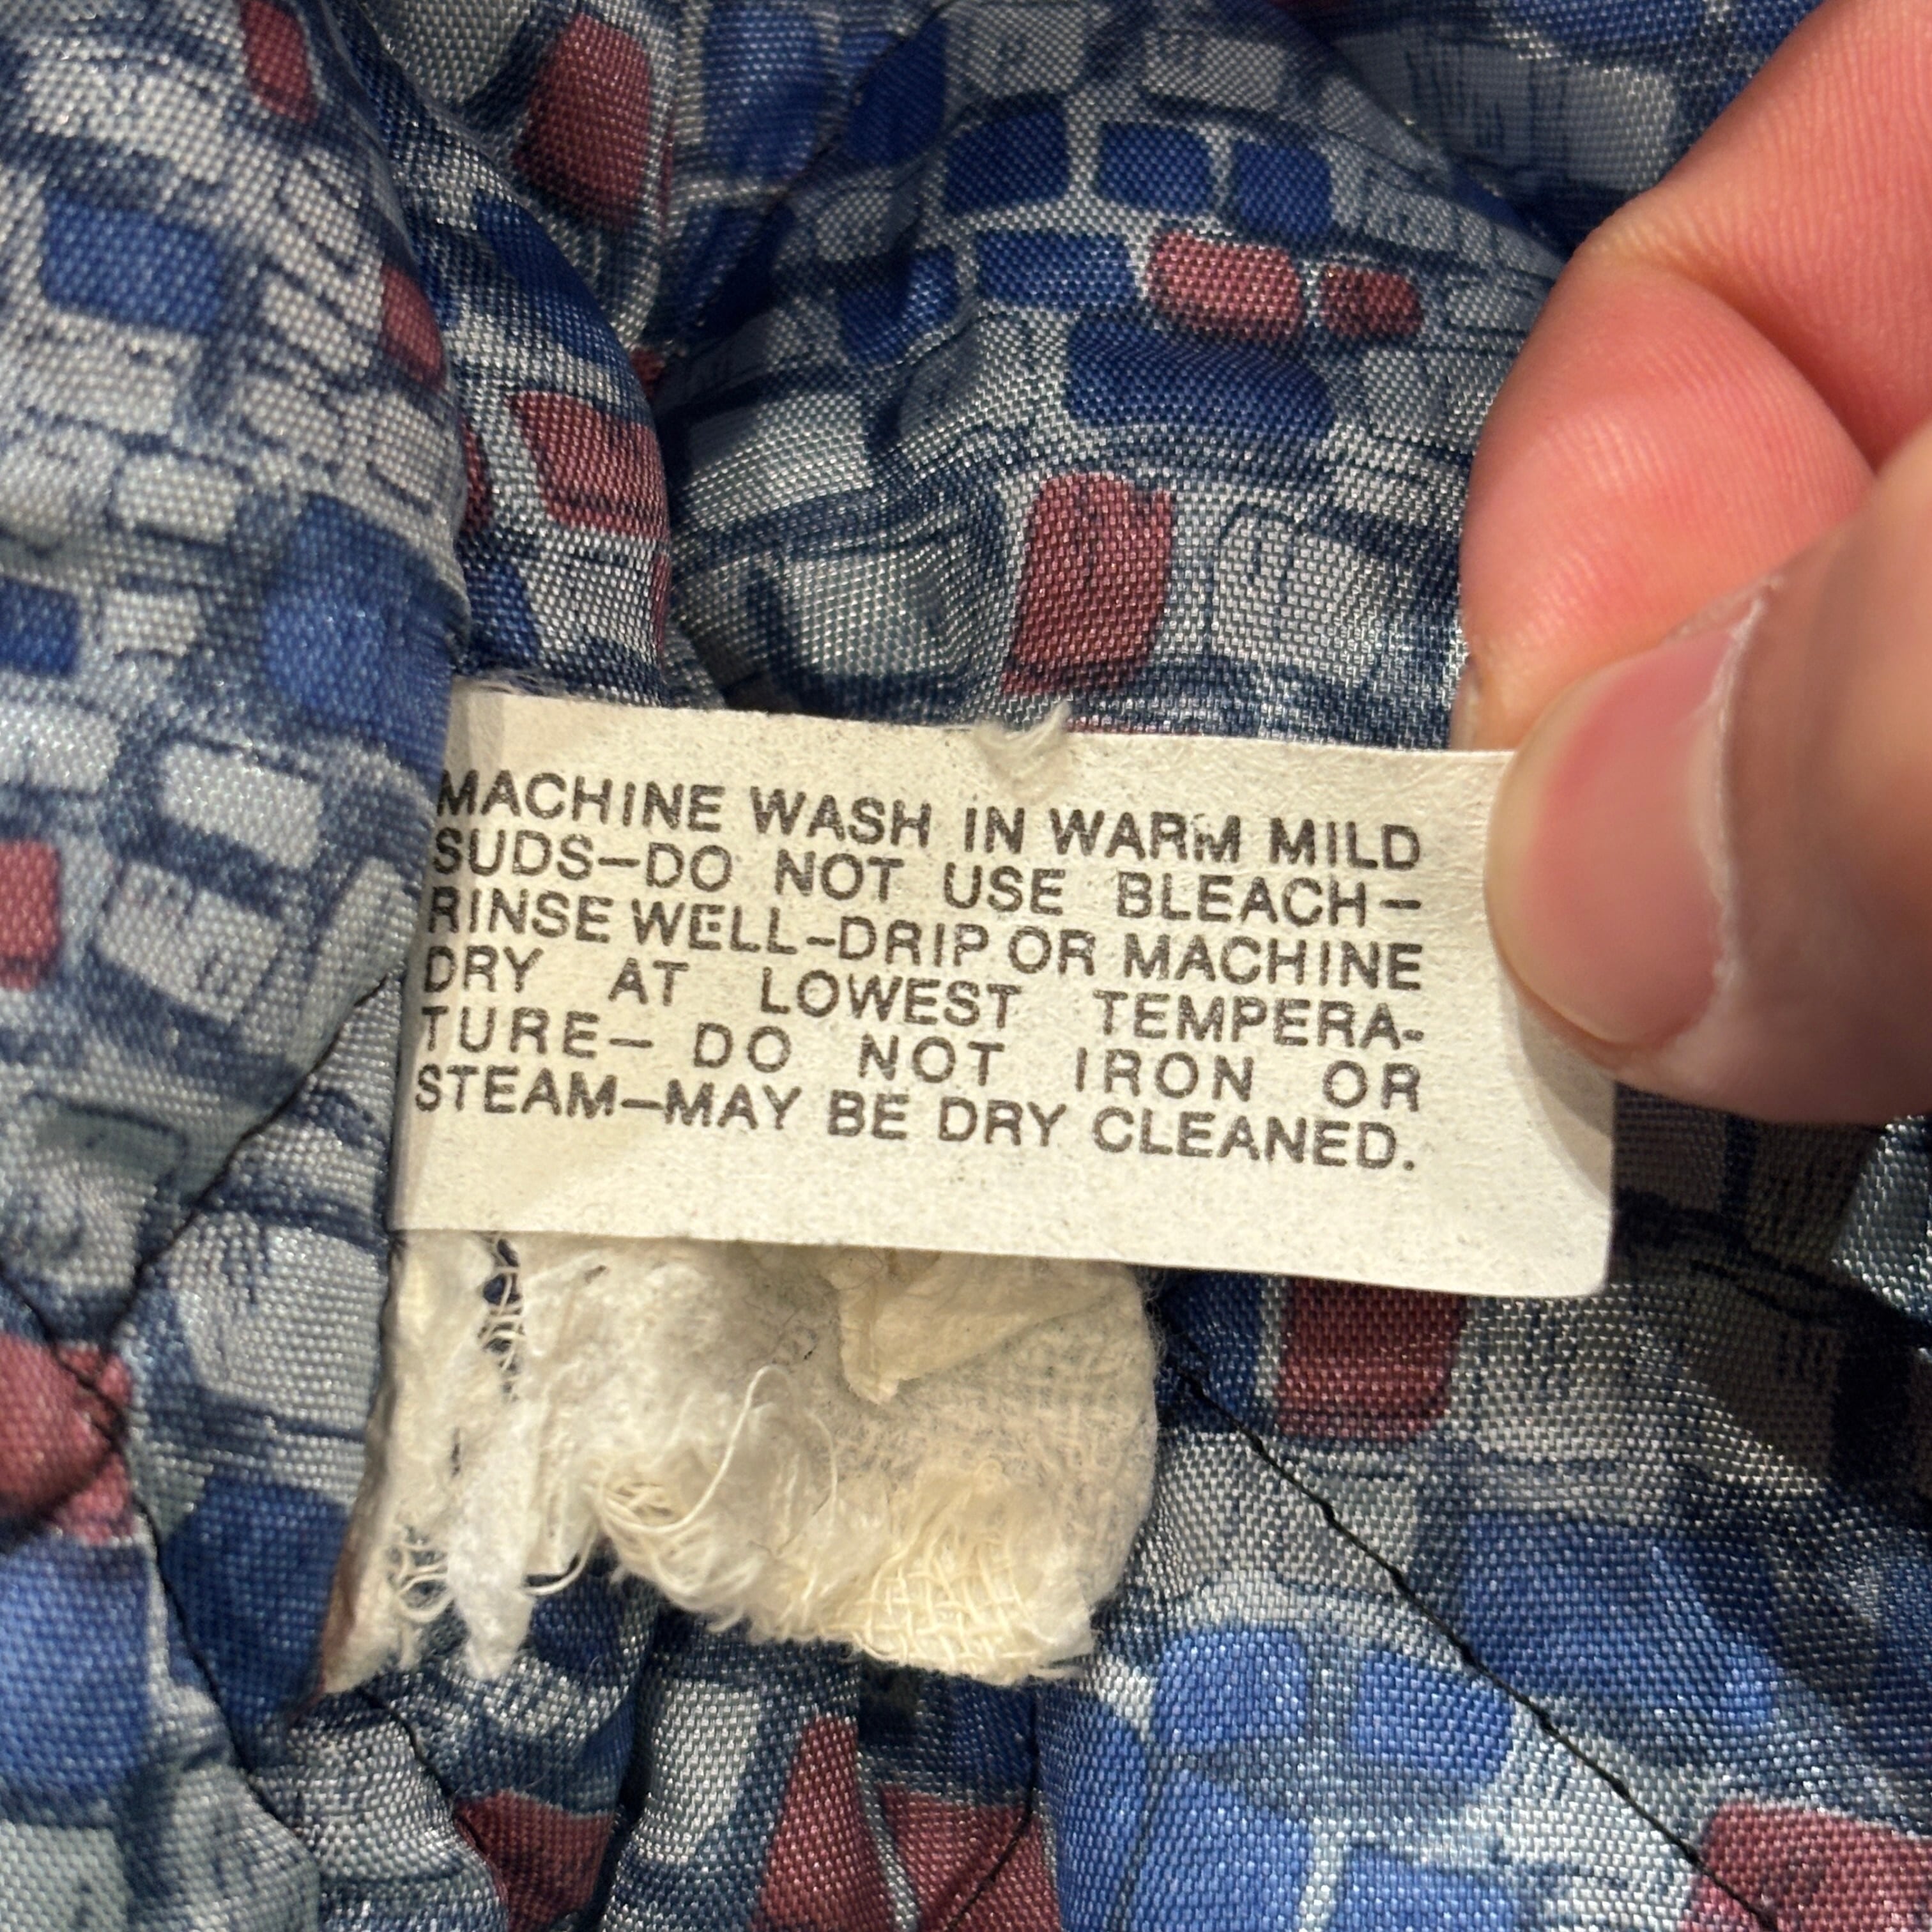 MACHINE WASH IN WARM MILD
SUDS—DO NOT USE BLEACH—
RINSE WELL—DRIP OR MACHINE
DRY AT LOWEST TEMPERA-
TURE— DO NOT IRON OR
STEAM—MAY BE DRY CLEANED.